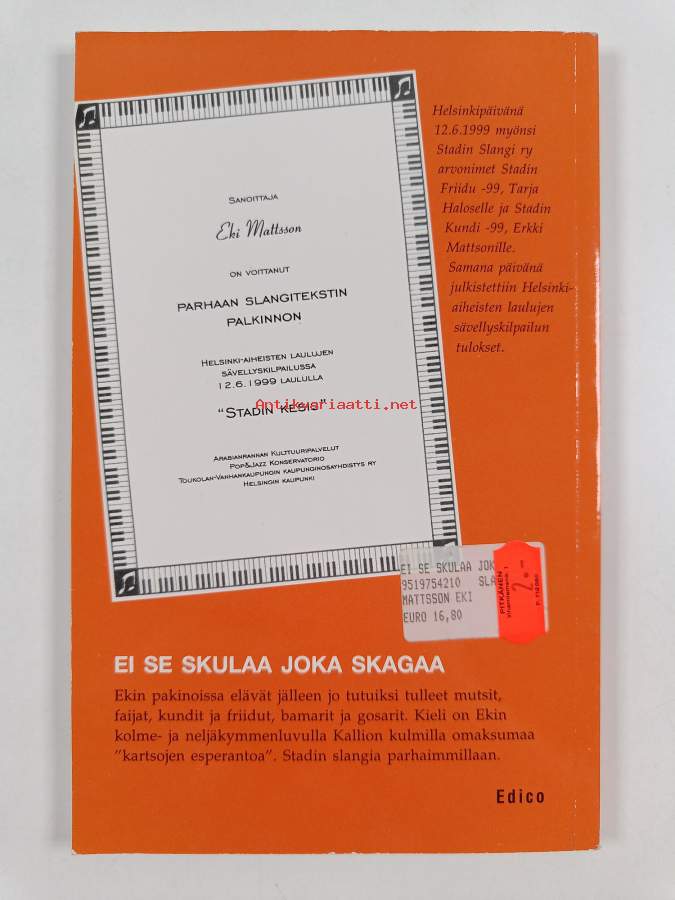 Helsinkipäivänä
12.6.1999 myönsi
Stadin Slangi ry
arvonimet Stadin
Friidu -99, Tarja
Haloselle ja Stadin
Kundi -99, Erkki
Mattsonille.
Samana päivänä
julkistettiin Helsinki-
aiheisten laulujen
sävellyskilpailun
tulokset.
Sanoittaja
Eki Mattsson
on voittanut
parhaan slangitekstin
palkinnon
Helsinki-aiheisten laulujen
sävellyskilpailussa
12.6.1999 laululla
"Stadin kesis"
Antikvariaatti.net
Arabianrannan Kulttuuripalvelut
Pop&Jazz Konservatorio
Toukolan-Vanhankaupungin kaupunginosayhdistys ry
Helsingin kaupunki
EI SE SKULAA JOK
9519754210 SLA
MATTSSON EKI
EURO 16,80
PITKÄNEN
2.-
EI SE SKULAA JOKA SKAGAA
Ekin pakinoissa elävät jälleen jo tutuiksi tulleet mutsit,
faijat, kundit ja friidut, bamarit ja gosarit. Kieli on Ekin
kolme- ja neljäkymmenluvulla Kallion kulmilla omaksumaa
"kartsojen esperantoa". Stadin slangia parhaimmillaan.
Edico